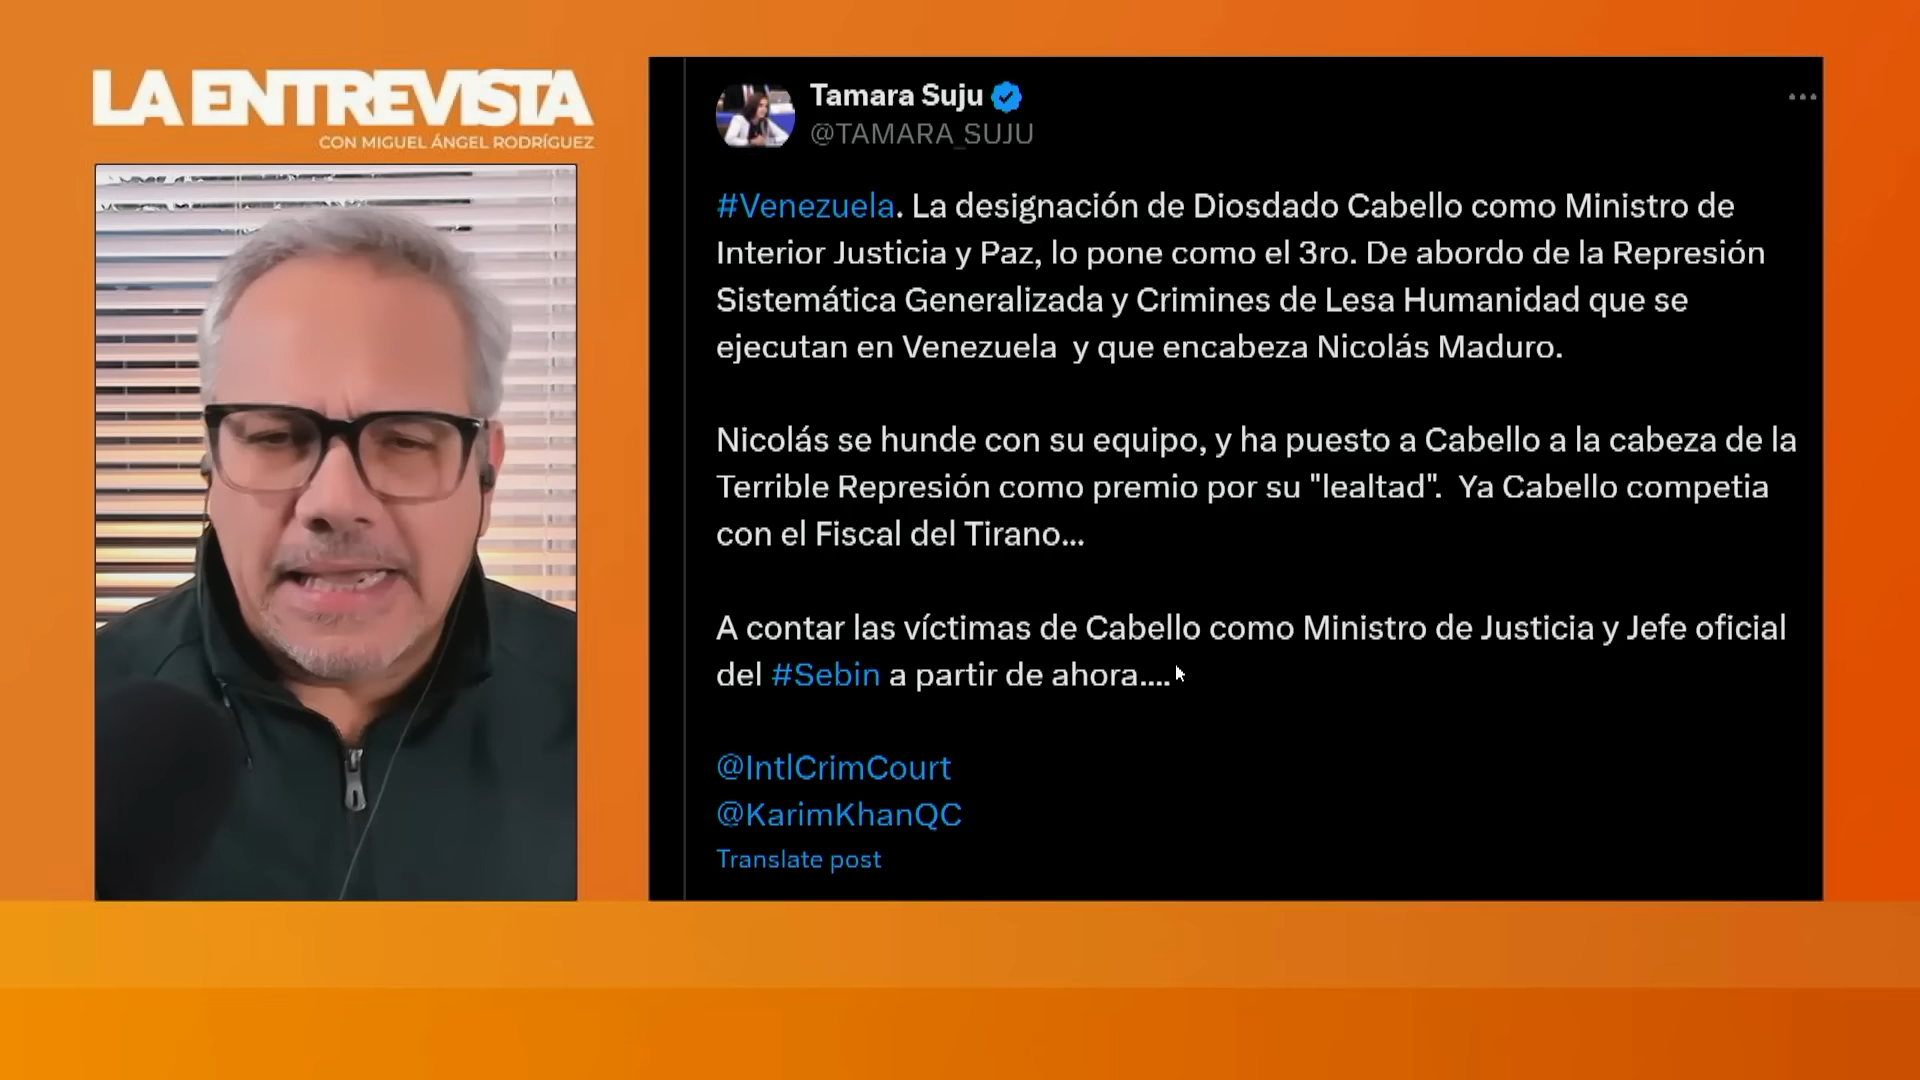 LA ENTREVISTA
CON MIGUEL ÁNGEL RODRÍGUEZ
Tamara Suju
@TAMARA_SUJU
#Venezuela. La designación de Diosdado Cabello como Ministro de
Interior Justicia y Paz, lo pone como el 3ro. De abordo de la Represión
Sistemática Generalizada y Crimines de Lesa Humanidad que se
ejecutan en Venezuela y que encabeza Nicolás Maduro.
Nicolás se hunde con su equipo, y ha puesto a Cabello a la cabeza de la
Terrible Represión como premio por su "lealtad". Ya Cabello competia
con el Fiscal del Tirano...
A contar las víctimas de Cabello como Ministro de Justicia y Jefe oficial
del #Sebin a partir de ahora....
@IntlCrimCourt
@KarimKhanQC
Translate post